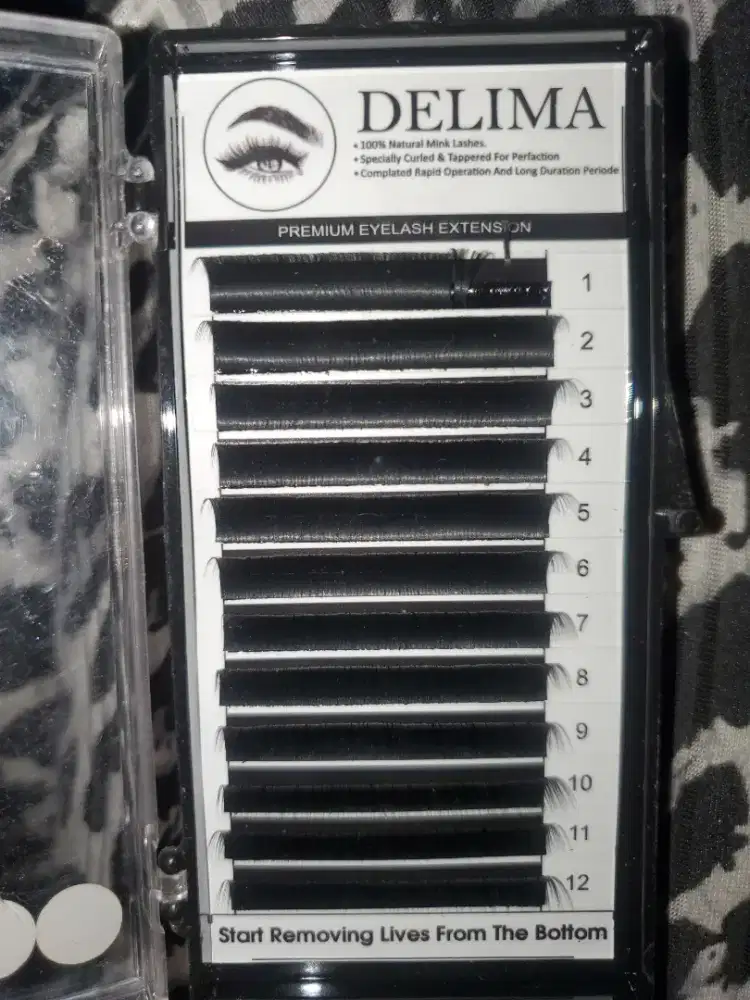 DELIMA
• 100% Natural Mink Lashes.
• Specially Curled & Tappered For Perfaction
• Complated Rapid Operation And Long Duration Periode
PREMIUM EYELASH EXTENSION
1
2
3
4
5
6
7
8
9
10
11
12
Start Removing Lives From The Bottom